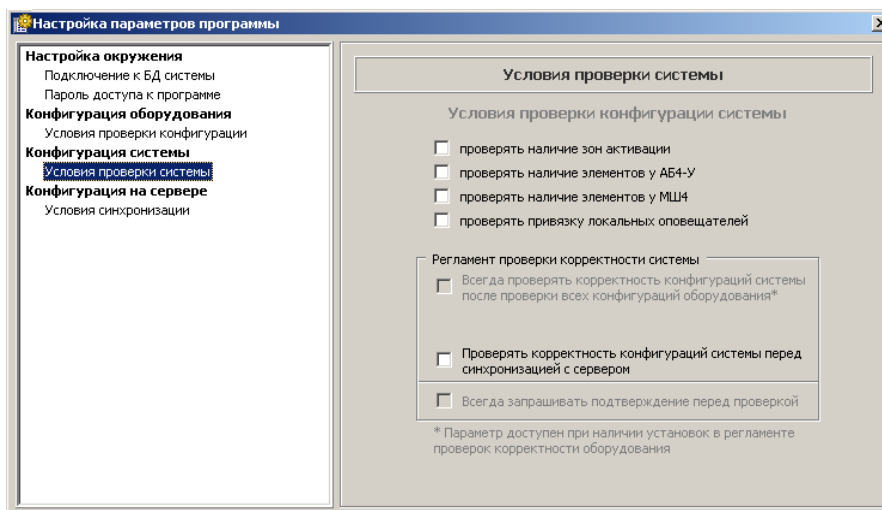 Настройка параметров программы
Настройка окружения
Подключение к БД системы
Пароль доступа к программе
Конфигурация оборудования
Условия проверки конфигурации
Конфигурация системы
Условия проверки системы
Конфигурация на сервере
Условия синхронизации
Условия проверки системы
Условия проверки конфигурации системы
проверять наличие зон активации
проверять наличие элементов у АБ4-У
проверять наличие элементов у МШ4
проверять привязку локальных оповещателей
Регламент проверки корректности системы
Всегда проверять корректность конфигураций системы
после проверки всех конфигураций оборудования*
Проверять корректность конфигураций системы перед
синхронизацией с сервером
Всегда запрашивать подтверждение перед проверкой
* Параметр доступен при наличии установок в регламенте
проверок корректности оборудования